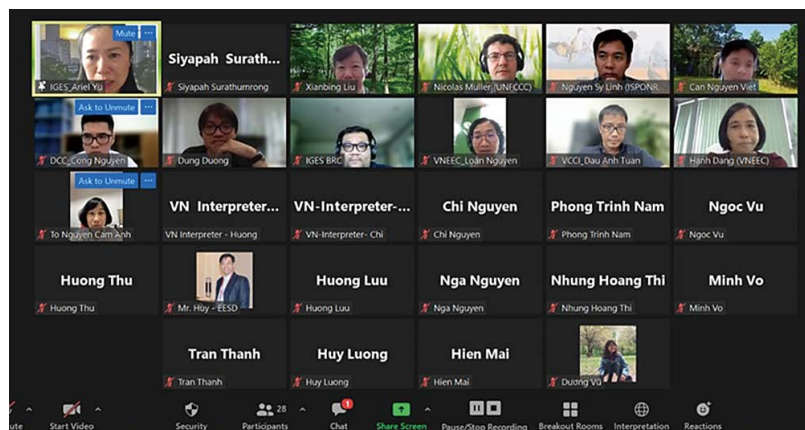 Mute ...
IGES_Ariel Yu
Siyapah Surath...
Siyapah Surathumrong
Xianbing Liu
Nicolas Muller (UNFCCC)
Nguyen Sy Linh (ISPONR
Can Nguyen Viet
Ask to Unmute ...
DCC_Cong Nguyen
Dung Duong
IGES BRC
VNEEC_Loan Nguyen
VCCI_Dau Anh Tuan
Hanh Dang (VNEEC)
Ask to Unmute ...
To Nguyen Cam Anh
VN Interpreter...
VN Interpreter - Huong
VN-Interpreter-...
VN-Interpreter- Chi
Chi Nguyen
Chi Nguyen
Phong Trinh Nam
Phong Trinh Nam
Ngoc Vu
Ngoc Vu
Huong Thu
Huong Thu
Mr. Huy - EESD
Huong Luu
Huong Luu
Nga Nguyen
Nga Nguyen
Nhung Hoang Thi
Nhung Hoang Thi
Minh Vo
Minh Vo
Tran Thanh
Tran Thanh
Huy Luong
Huy Luong
Hien Mai
Hien Mai
Dương Vũ
ute
Start Video
Security
28
Participants
1
Chat
Share Screen
Pause/Stop Recording
Breakout Rooms
Interpretation
Reactions